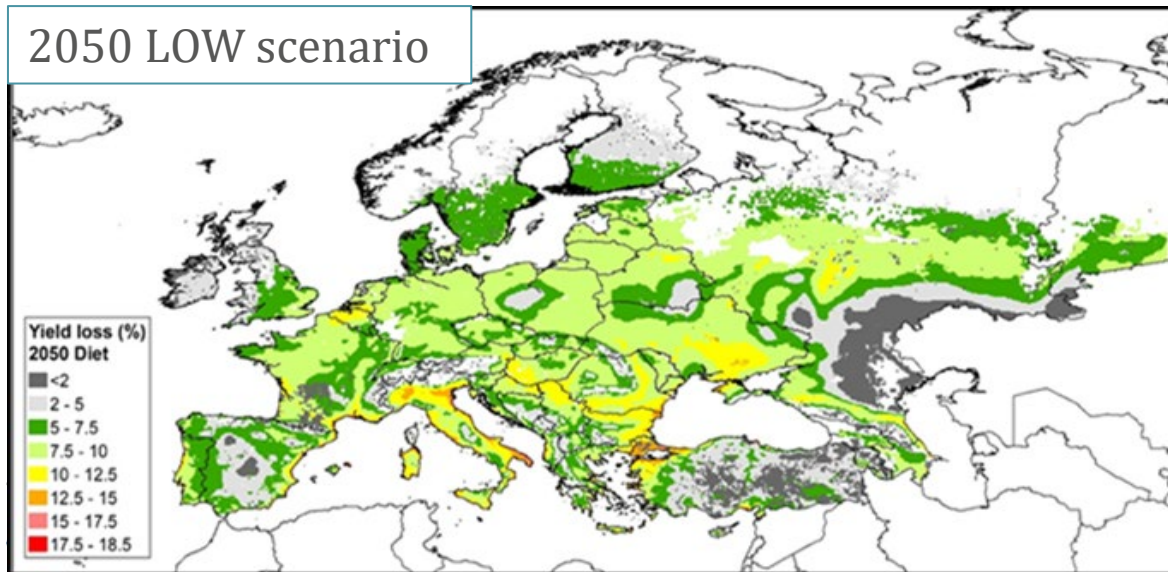 2050 LOW scenario
Yield loss (%)
2050 Diet
<2
2 - 5
5 - 7.5
7.5 - 10
10 - 12.5
12.5 - 15
15 - 17.5
17.5 - 18.5